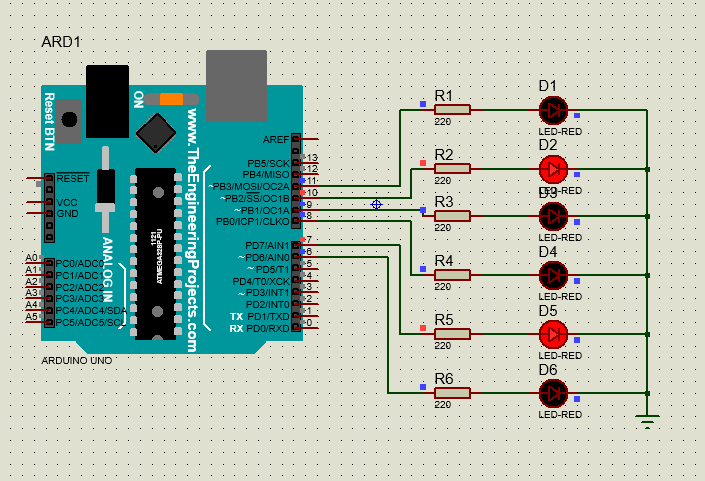 ARD1
Reset BTN
ON
www.TheEngineeringProjects.com
1121
ATMEGA328P-PU
ANALOG IN
RESET
VCC
GND
A0 PC0/ADC0
A1 PC1/ADC1
A2 PC2/ADC2
A3 PC3/ADC3
A4 PC4/ADC4/SDA
A5 PC5/ADC5/SCL
AREF
PB5/SCK 13
PB4/MISO 12
~PB3/MOSI/OC2A 11
~PB2/SS/OC1B 10
~PB1/OC1A 9
PB0/ICP1/CLKO 8
PD7/AIN1 7
~PD6/AIN0 6
~PD5/T1 5
PD4/T0/XCK 4
~PD3/INT1 3
PD2/INT0 2
TX PD1/TXD 1
RX PD0/RXD 0
ARDUINO UNO
R1
220
D1
LED-RED
R2
220
D2
LED-RED
R3
220
D3
LED-RED
R4
220
D4
LED-RED
R5
220
D5
LED-RED
R6
220
D6
LED-RED